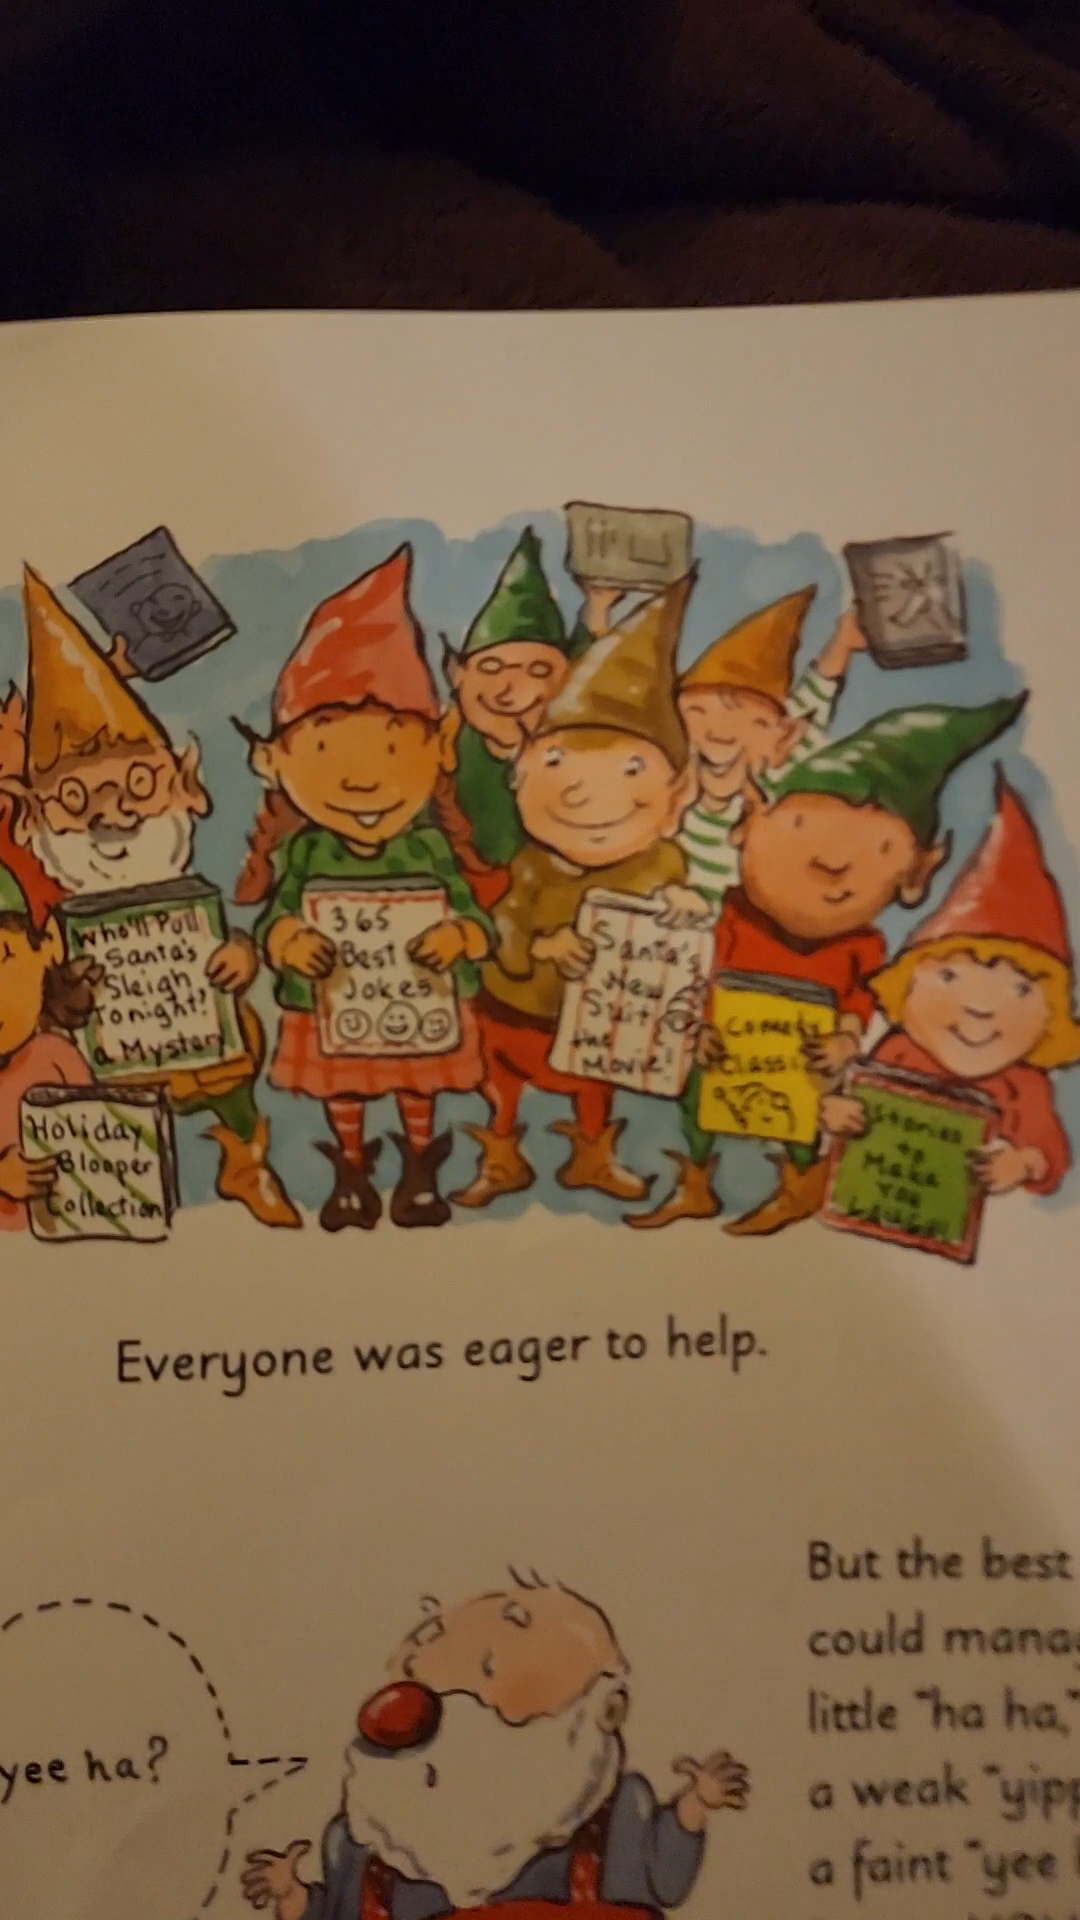 Who'll Pull
Santa's
Sleigh
Tonight?
a Mystery
365
Best
Jokes
Santa's
New
Suit
the
Movie!
Comedy
Classi
Stories
to
Make
You
Laugh!
Holiday
Blooper
Collection
Everyone was eager to help.
yee ha?
But the best
could mana
little "ha ha,"
a weak "yipp
a faint "yee